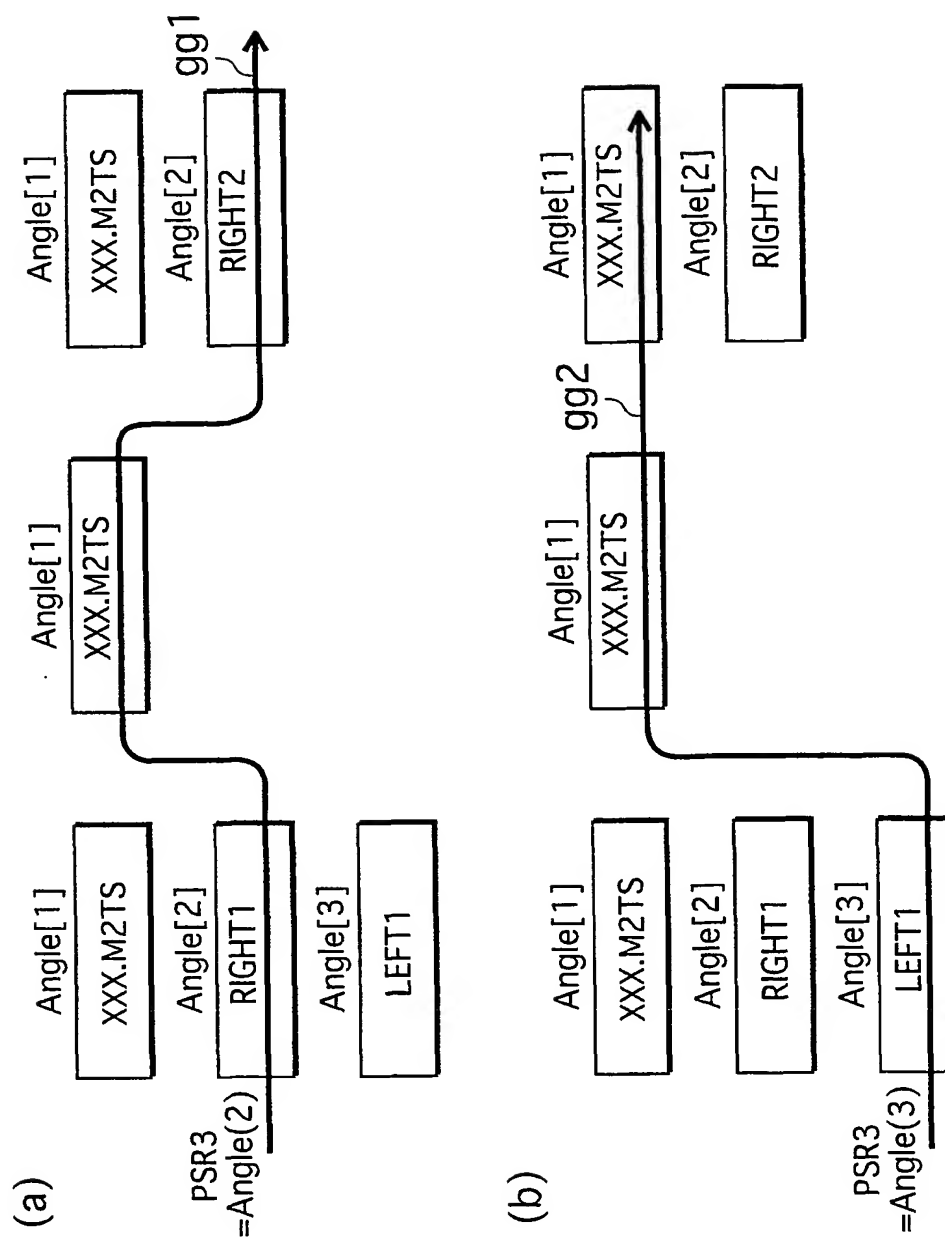 (a)
PSR3
=Angle(2)
Angle[1]
XXX.M2TS
Angle[2]
RIGHT1
Angle[3]
LEFT1
Angle[1]
XXX.M2TS
Angle[1]
XXX.M2TS
Angle[2]
RIGHT2
gg1
(b)
PSR3
=Angle(3)
Angle[1]
XXX.M2TS
Angle[2]
RIGHT1
Angle[3]
LEFT1
Angle[1]
XXX.M2TS
gg2
Angle[1]
XXX.M2TS
Angle[2]
RIGHT2